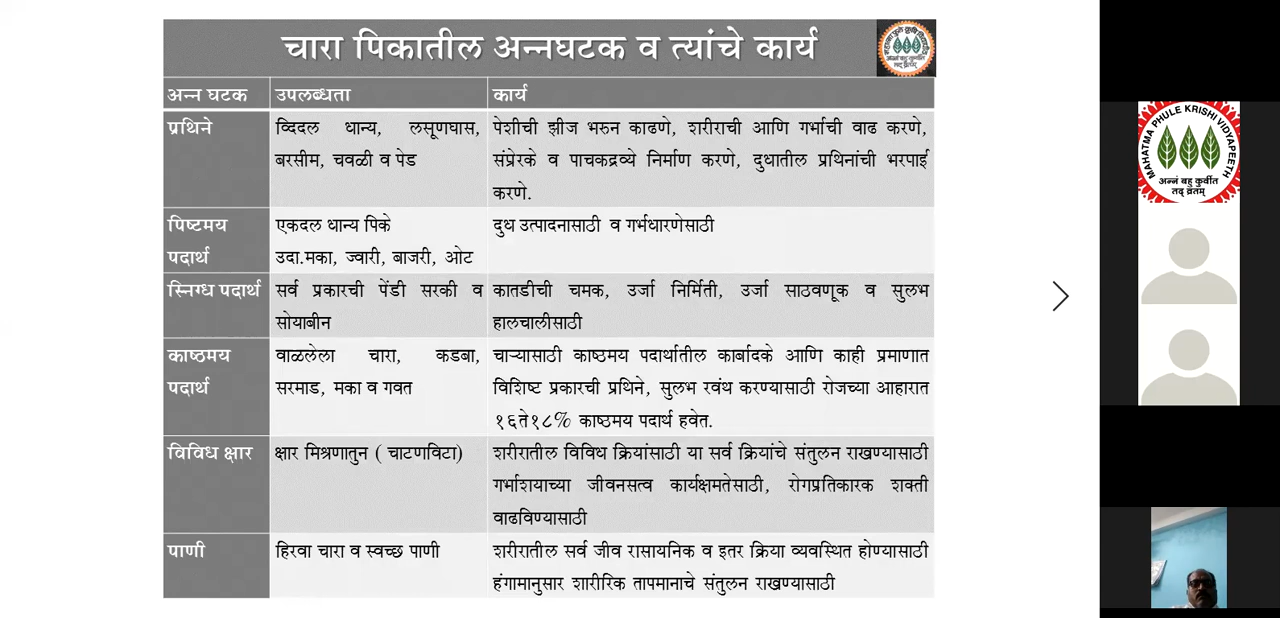 चारा पिकातील अन्नघटक व त्यांचे कार्य
अन्न घटक उपलब्धता कार्य
प्रथिने
व्दिदल धान्य, लसूणघास,
बरसीम, चवळी व पेड
पेशीची झीज भरुन काढणे, शरीराची आणि गर्भाची वाढ करणे,
संप्रेरके व पाचकद्रव्ये निर्माण करणे, दुधातील प्रथिनांची भरपाई
करणे.
पिष्टमय
पदार्थ
एकदल धान्य पिके
उदा.मका, ज्वारी, बाजरी, ओट
दुध उत्पादनासाठी व गर्भधारणेसाठी
स्निग्ध पदार्थ
सर्व प्रकारची पेंडी सरकी व
सोयाबीन
कातडीची चमक, उर्जा निर्मिती, उर्जा साठवणूक व सुलभ
हालचालीसाठी
काष्ठमय
पदार्थ
वाळलेला चारा, कडबा,
सरमाड, मका व गवत
चाऱ्यासाठी काष्ठमय पदार्थातील कार्बादके आणि काही प्रमाणात
विशिष्ट प्रकारची प्रथिने, सुलभ रवंथ करण्यासाठी रोजच्या आहारात
१६ते१८% काष्ठमय पदार्थ हवेत.
विविध क्षार
क्षार मिश्रणातुन ( चाटणविटा)
शरीरातील विविध क्रियांसाठी या सर्व क्रियांचे संतुलन राखण्यासाठी
गर्भाशयाच्या जीवनसत्व कार्यक्षमतेसाठी, रोगप्रतिकारक शक्ती
वाढविण्यासाठी
पाणी
हिरवा चारा व स्वच्छ पाणी
शरीरातील सर्व जीव रासायनिक व इतर क्रिया व्यवस्थित होण्यासाठी
हंगामानुसार शारीरिक तापमानाचे संतुलन राखण्यासाठी
MAHATMA PHULE KRISHI VIDYAPEETH
अन्नं बहु कुर्वीत
तद् व्रतम्